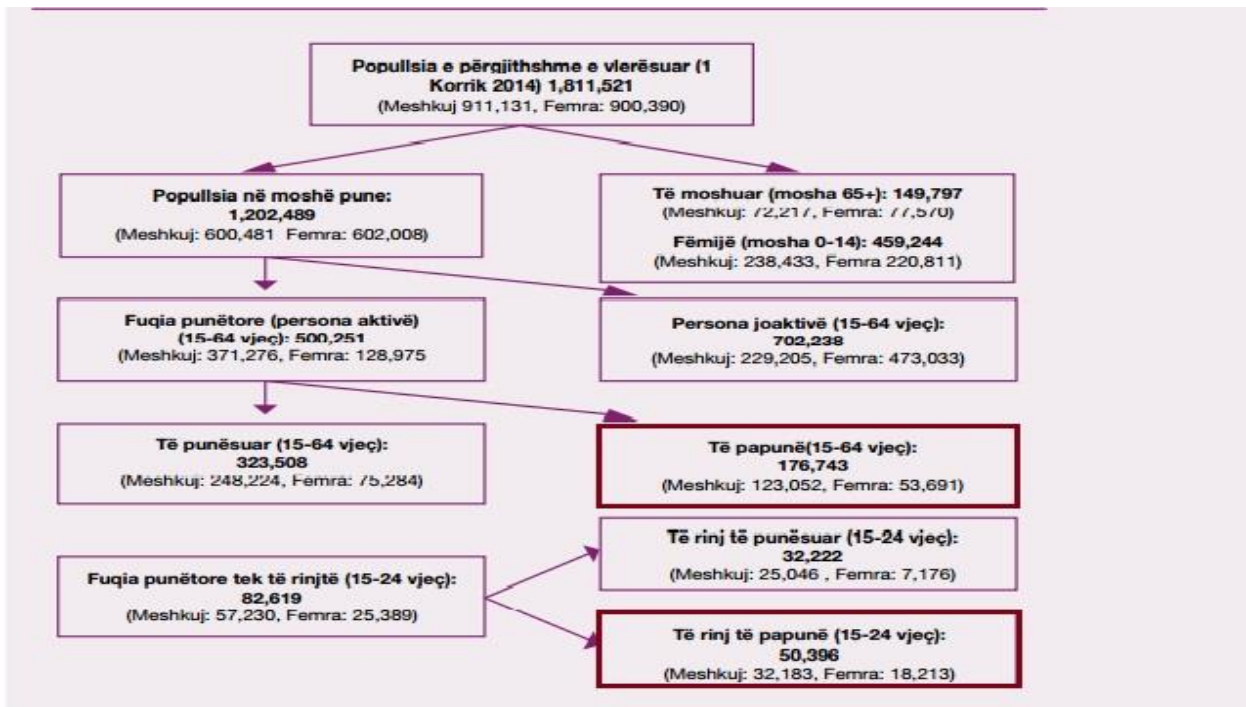 Popullsia e përgjithshme e vlerësuar (1
Korrik 2014) 1,811,521
(Meshkuj 911,131, Femra: 900,390)
Popullsia në moshë pune:
1,202,489
(Meshkuj: 600,481 Femra: 602,008)
Të moshuar (mosha 65+): 149,797
(Meshkuj: 72,217, Femra: 77,570)
Fëmijë (mosha 0-14): 459,244
(Meshkuj: 238,433, Femra 220,811)
Fuqia punëtore (persona aktivë)
(15-64 vjeç): 500,251
(Meshkuj: 371,276, Femra: 128,975
Persona joaktivë (15-64 vjeç):
702,238
(Meshkuj: 229,205, Femra: 473,033)
Të punësuar (15-64 vjeç):
323,508
(Meshkuj: 248,224, Femra: 75,284)
Të papunë(15-64 vjeç):
176,743
(Meshkuj: 123,052, Femra: 53,691)
Fuqia punëtore tek të rinjtë (15-24 vjeç):
82,619
(Meshkuj: 57,230, Femra: 25,389)
Të rinj të punësuar (15-24 vjeç):
32,222
(Meshkuj: 25,046 , Femra: 7,176)
Të rinj të papunë (15-24 vjeç):
50,396
(Meshkuj: 32,183, Femra: 18,213)